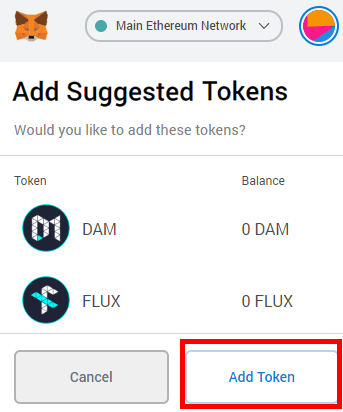 Main Ethereum Network
Add Suggested Tokens
Would you like to add these tokens?
Token Balance
DAM 0 DAM
FLUX 0 FLUX
Cancel Add Token